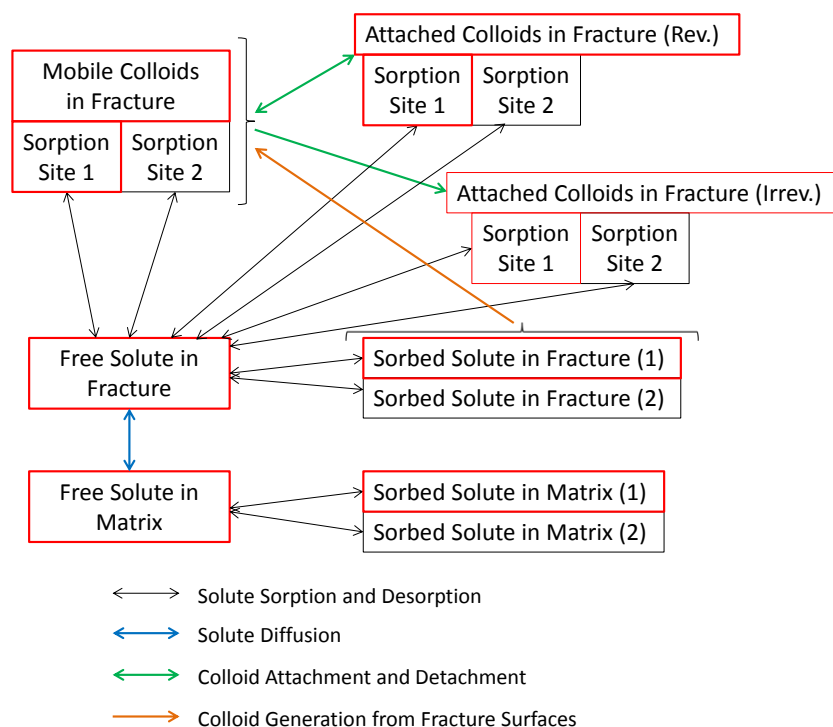 Mobile Colloids
in Fracture
Sorption
Site 1
Sorption
Site 2
Attached Colloids in Fracture (Rev.)
Sorption
Site 1
Sorption
Site 2
Attached Colloids in Fracture (Irrev.)
Sorption
Site 1
Sorption
Site 2
Free Solute in
Fracture
Sorbed Solute in Fracture (1)
Sorbed Solute in Fracture (2)
Free Solute in
Matrix
Sorbed Solute in Matrix (1)
Sorbed Solute in Matrix (2)
Solute Sorption and Desorption
Solute Diffusion
Colloid Attachment and Detachment
Colloid Generation from Fracture Surfaces